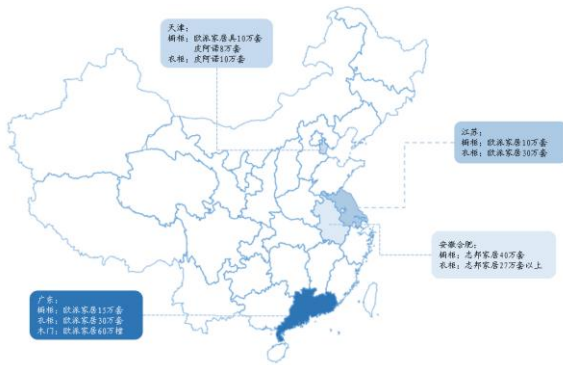 天津：
橱柜：欧派家居具10万套
皮阿诺8万套
衣柜：皮阿诺10万套
江苏：
橱柜：欧派家居10万套
衣柜：欧派家居30万套
安徽合肥：
橱柜：志邦家居40万套
衣柜：志邦家居27万套以上
广东：
橱柜：欧派家居15万套
衣柜：欧派家居30万套
木门：欧派家居60万樘